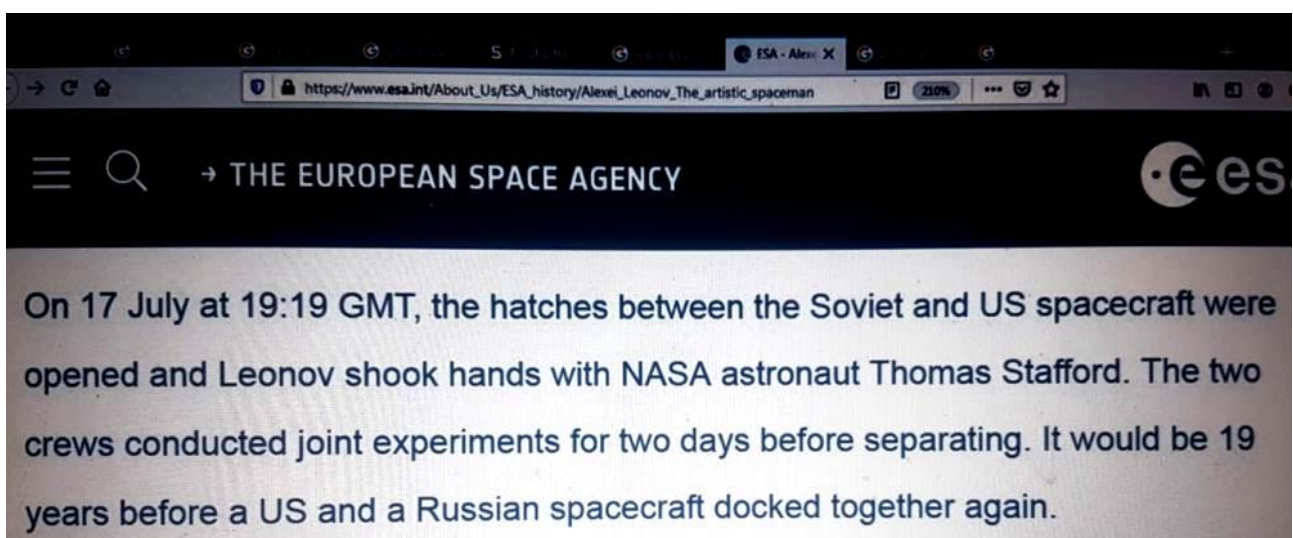 S
ESA - Alexe
https://www.esa.int/About_Us/ESA_history/Alexei_Leonov_The_artistic_spaceman
210%
→ THE EUROPEAN SPACE AGENCY
esa
On 17 July at 19:19 GMT, the hatches between the Soviet and US spacecraft were
opened and Leonov shook hands with NASA astronaut Thomas Stafford. The two
crews conducted joint experiments for two days before separating. It would be 19
years before a US and a Russian spacecraft docked together again.